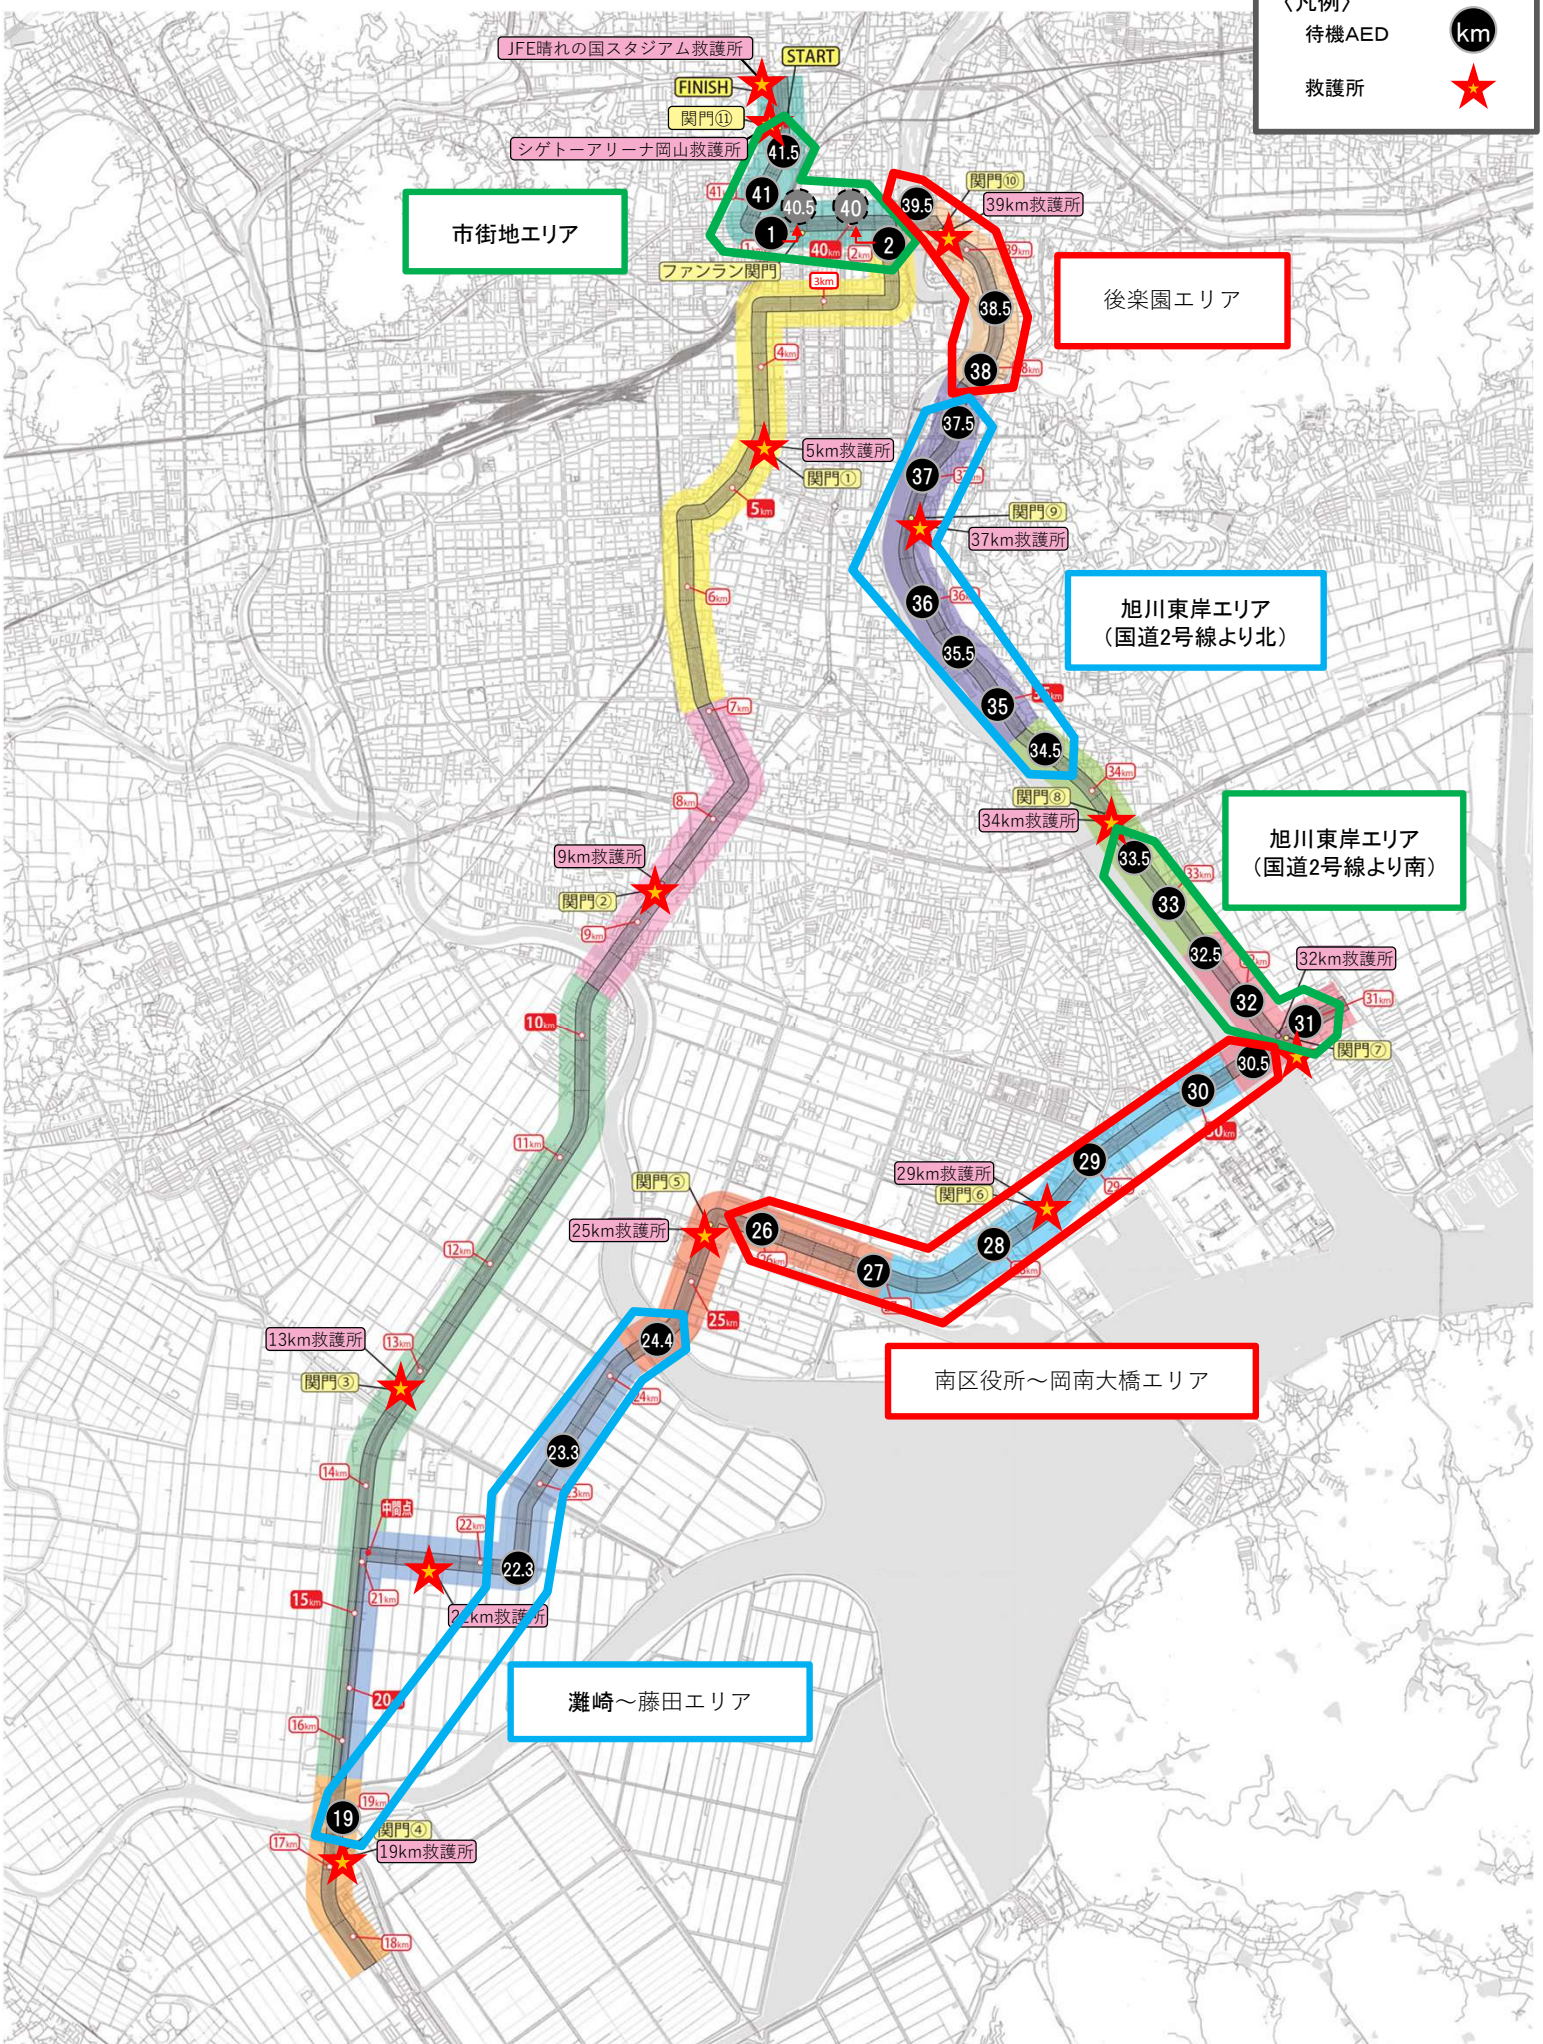 〈凡例〉
待機AED
km
救護所
JFE晴れの国スタジアム救護所
START
FINISH
関門⑪
シゲトーアリーナ岡山救護所
41.5
市街地エリア
41
40.5
40
1
2
40km
2km
ファンラン関門
39.5
関門⑩
39km救護所
後楽園エリア
38.5
38
3km
4km
37.5
37
5km救護所
関門①
5km
関門⑨
37km救護所
6km
36
35.5
35
34.5
旭川東岸エリア
（国道2号線より北）
7km
8km
34km
関門⑧
34km救護所
33.5
33km
33
32.5
32
旭川東岸エリア
（国道2号線より南）
9km救護所
関門②
9km
32km救護所
31km
31
関門⑦
10km
30.5
30
11km
29
29km救護所
関門⑥
28
関門⑤
25km救護所
26
27
12km
25km
24.4
南区役所～岡南大橋エリア
13km救護所
13km
関門③
24km
23.3
14km
中間点
22km
22.3
21km
15km
灘崎～藤田エリア
16km
19
19km
関門④
17km
19km救護所
18km